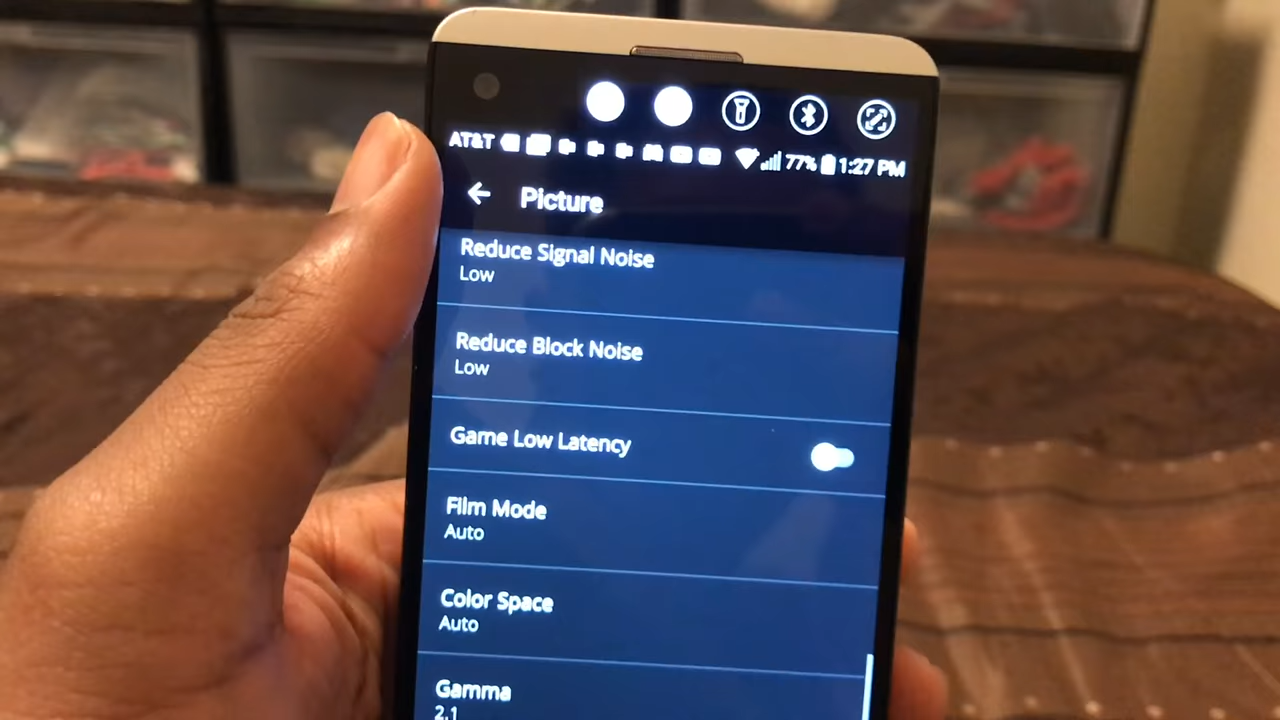 AT&T 77% 1:27 PM
Picture
Reduce Signal Noise
Low
Reduce Block Noise
Low
Game Low Latency
Film Mode
Auto
Color Space
Auto
Gamma
2.1